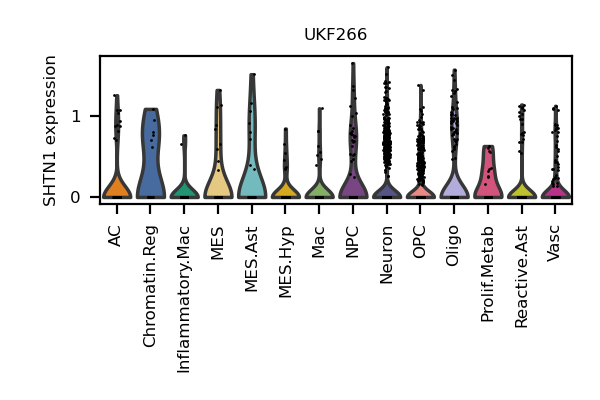 UKF266
SHTN1 expression
1
0
AC
Chromatin.Reg
Inflammatory.Mac
MES
MES.Ast
MES.Hyp
Mac
NPC
Neuron
OPC
Oligo
Prolif.Metab
Reactive.Ast
Vasc